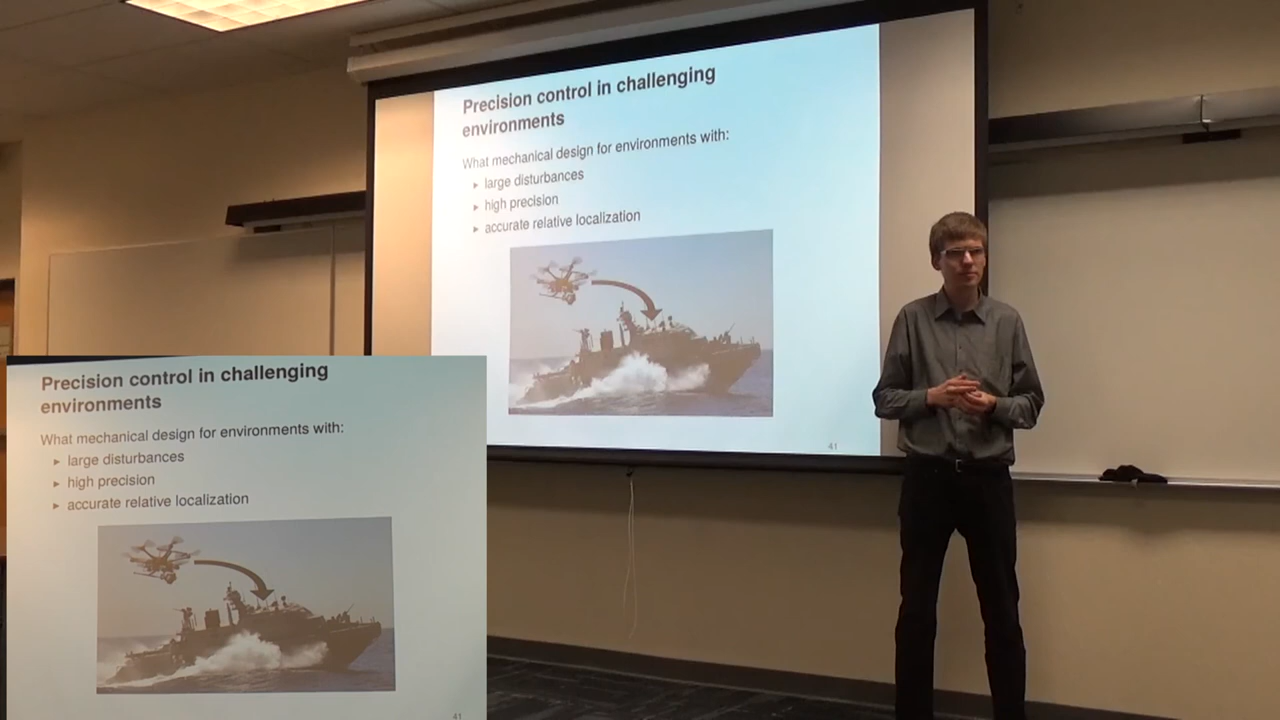 Precision control in challenging
environments
What mechanical design for environments with:
▸ large disturbances
▸ high precision
▸ accurate relative localization
41
Precision control in challenging
environments
What mechanical design for environments with:
▸ large disturbances
▸ high precision
▸ accurate relative localization
41